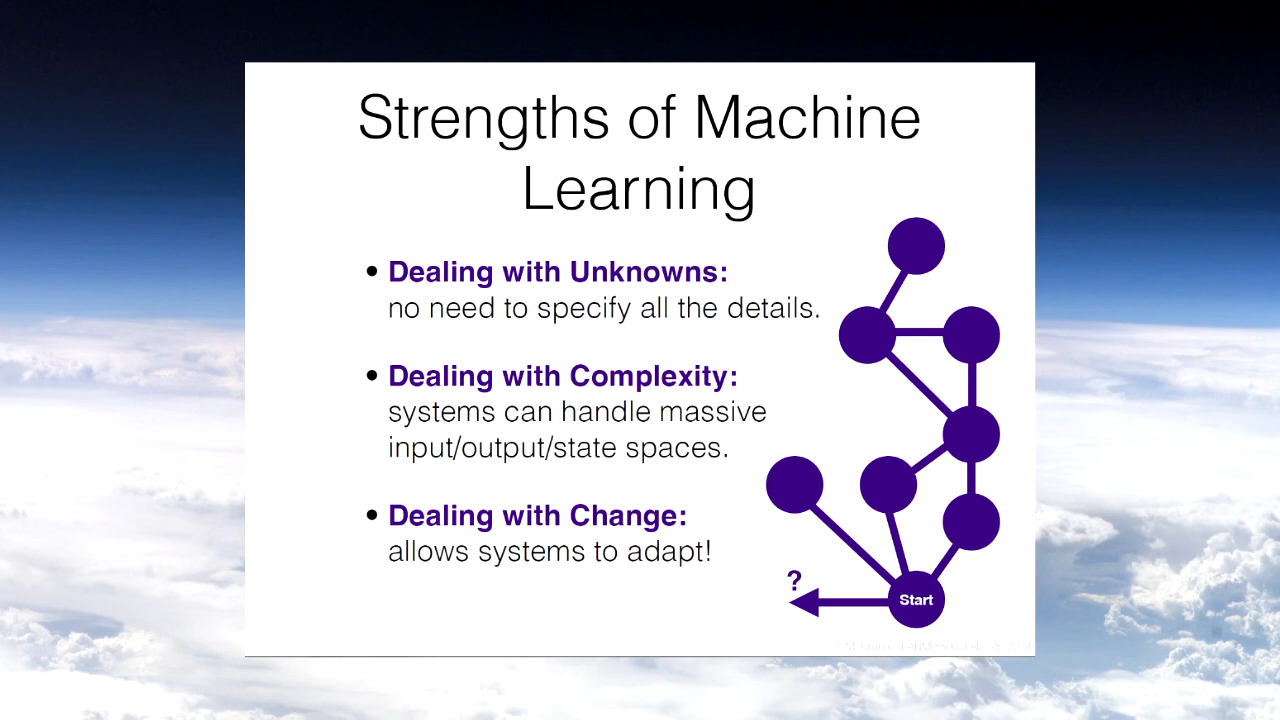 Strengths of Machine
Learning
• Dealing with Unknowns:
no need to specify all the details.
• Dealing with Complexity:
systems can handle massive
input/output/state spaces.
• Dealing with Change:
allows systems to adapt!
?
Start